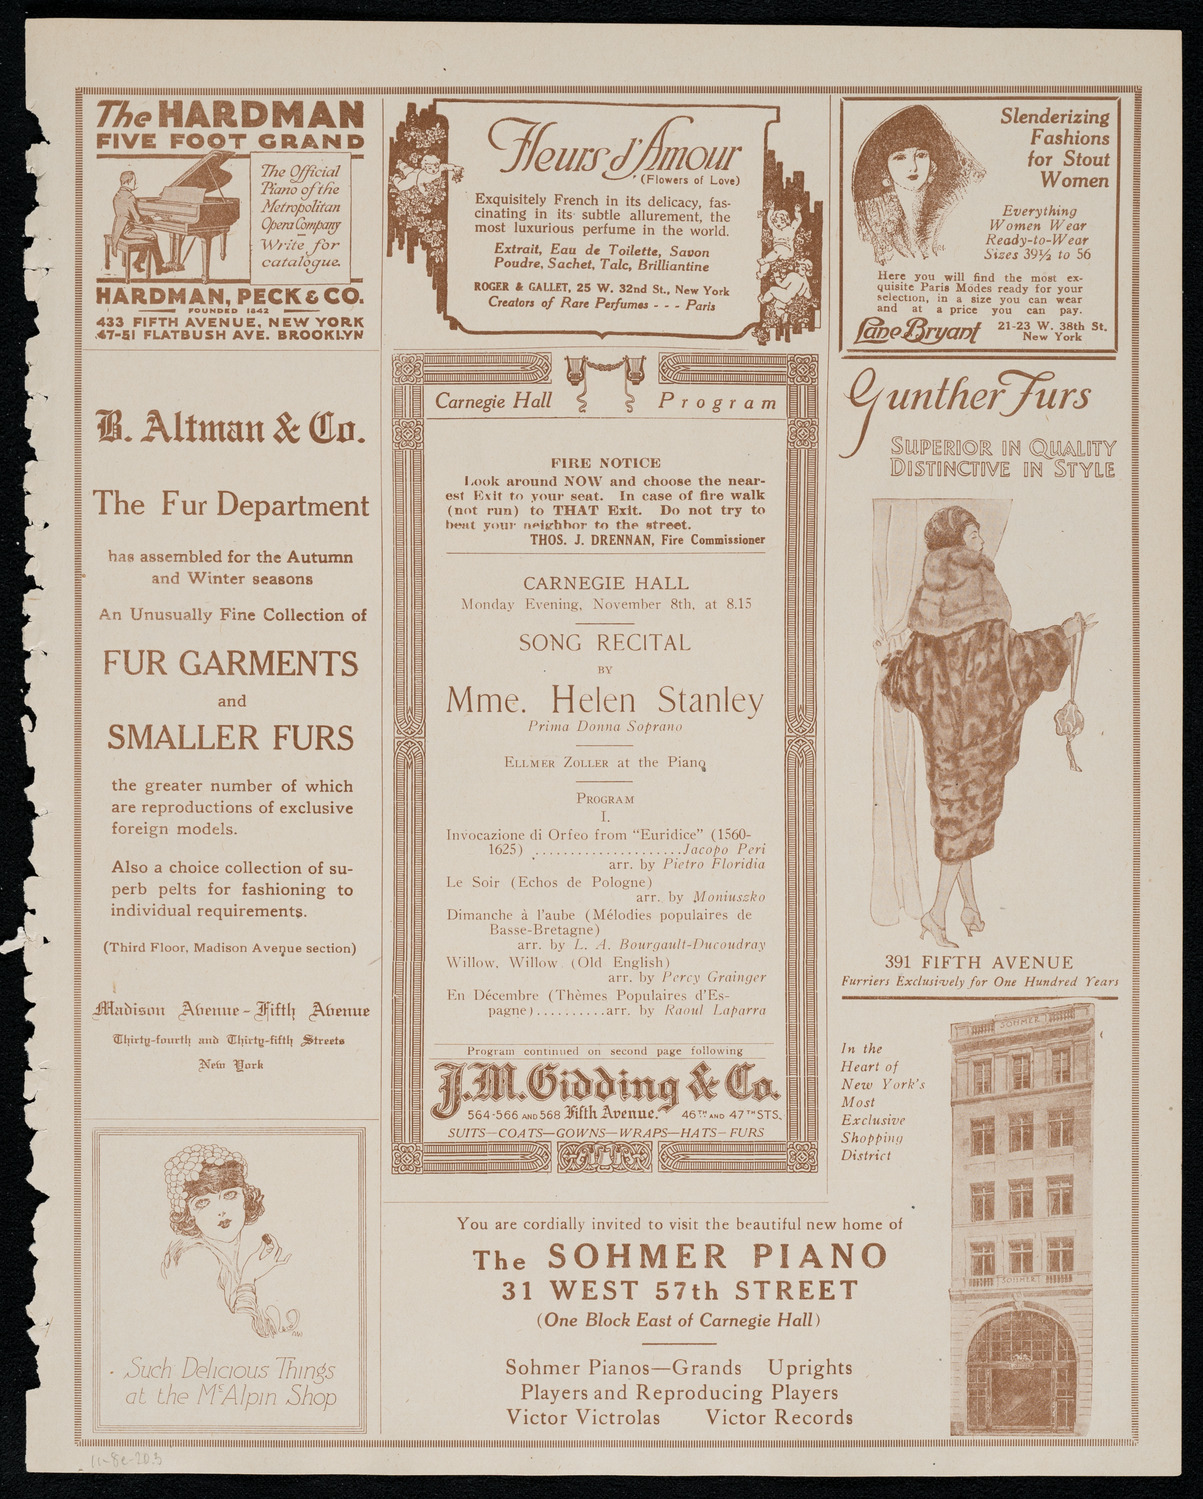 The HARDMAN
FIVE FOOT GRAND
The Official
Piano of the
Metropolitan
Opera Company
Write for
catalogue.
HARDMAN, PECK & CO.
FOUNDED 1842
433 FIFTH AVENUE, NEW YORK
47-51 FLATBUSH AVE. BROOKLYN
B. Altman & Co.
The Fur Department
has assembled for the Autumn
and Winter seasons
An Unusually Fine Collection of
FUR GARMENTS
and
SMALLER FURS
the greater number of which
are reproductions of exclusive
foreign models.
Also a choice collection of su-
perb pelts for fashioning to
individual requirements.
(Third Floor, Madison Avenue section)
Madison Avenue - Fifth Avenue
Thirty-fourth and Thirty-fifth Streets
New York
Such Delicious Things
at the McAlpin Shop
Fleurs d'Amour
(Flowers of Love)
Exquisitely French in its delicacy, fas-
cinating in its subtle allurement, the
most luxurious perfume in the world.
Extrait, Eau de Toilette, Savon
Poudre, Sachet, Talc, Brilliantine
ROGER & GALLET, 25 W. 32nd St., New York
Creators of Rare Perfumes - - - Paris
Carnegie Hall Program
FIRE NOTICE
Look around NOW and choose the near-
est Exit to your seat. In case of fire walk
(not run) to THAT Exit. Do not try to
beat your neighbor to the street.
THOS. J. DRENNAN, Fire Commissioner
CARNEGIE HALL
Monday Evening, November 8th, at 8.15
SONG RECITAL
BY
Mme. Helen Stanley
Prima Donna Soprano
ELLMER ZOLLER at the Piano
PROGRAM
I.
Invocazione di Orfeo from "Euridice" (1560-
1625) .....................Jacopo Peri
arr. by Pietro Floridia
Le Soir (Echos de Pologne)
arr. by Moniuszko
Dimanche à l'aube (Mélodies populaires de
Basse-Bretagne)
arr. by L. A. Bourgault-Ducoudray
Willow, Willow (Old English)
arr. by Percy Grainger
En Décembre (Thèmes Populaires d'Es-
pagne)..........arr. by Raoul Laparra
Program continued on second page following
J.M. Gidding & Co.
564-566 AND 568 Fifth Avenue. 46TH AND 47TH STS.
SUITS—COATS—GOWNS—WRAPS—HATS—FURS
Slenderizing
Fashions
for Stout
Women
Everything
Women Wear
Ready-to-Wear
Sizes 39½ to 56
Here you will find the most ex-
quisite Paris Modes ready for your
selection, in a size you can wear
and at a price you can pay.
Lane Bryant 21-23 W. 38th St.
New York
Gunther Furs
SUPERIOR IN QUALITY
DISTINCTIVE IN STYLE
391 FIFTH AVENUE
Furriers Exclusively for One Hundred Years
In the
Heart of
New York's
Most
Exclusive
Shopping
District
SOHMER
SOHMER
You are cordially invited to visit the beautiful new home of
The SOHMER PIANO
31 WEST 57th STREET
(One Block East of Carnegie Hall)
Sohmer Pianos—Grands Uprights
Players and Reproducing Players
Victor Victrolas Victor Records
11-8e-20.3